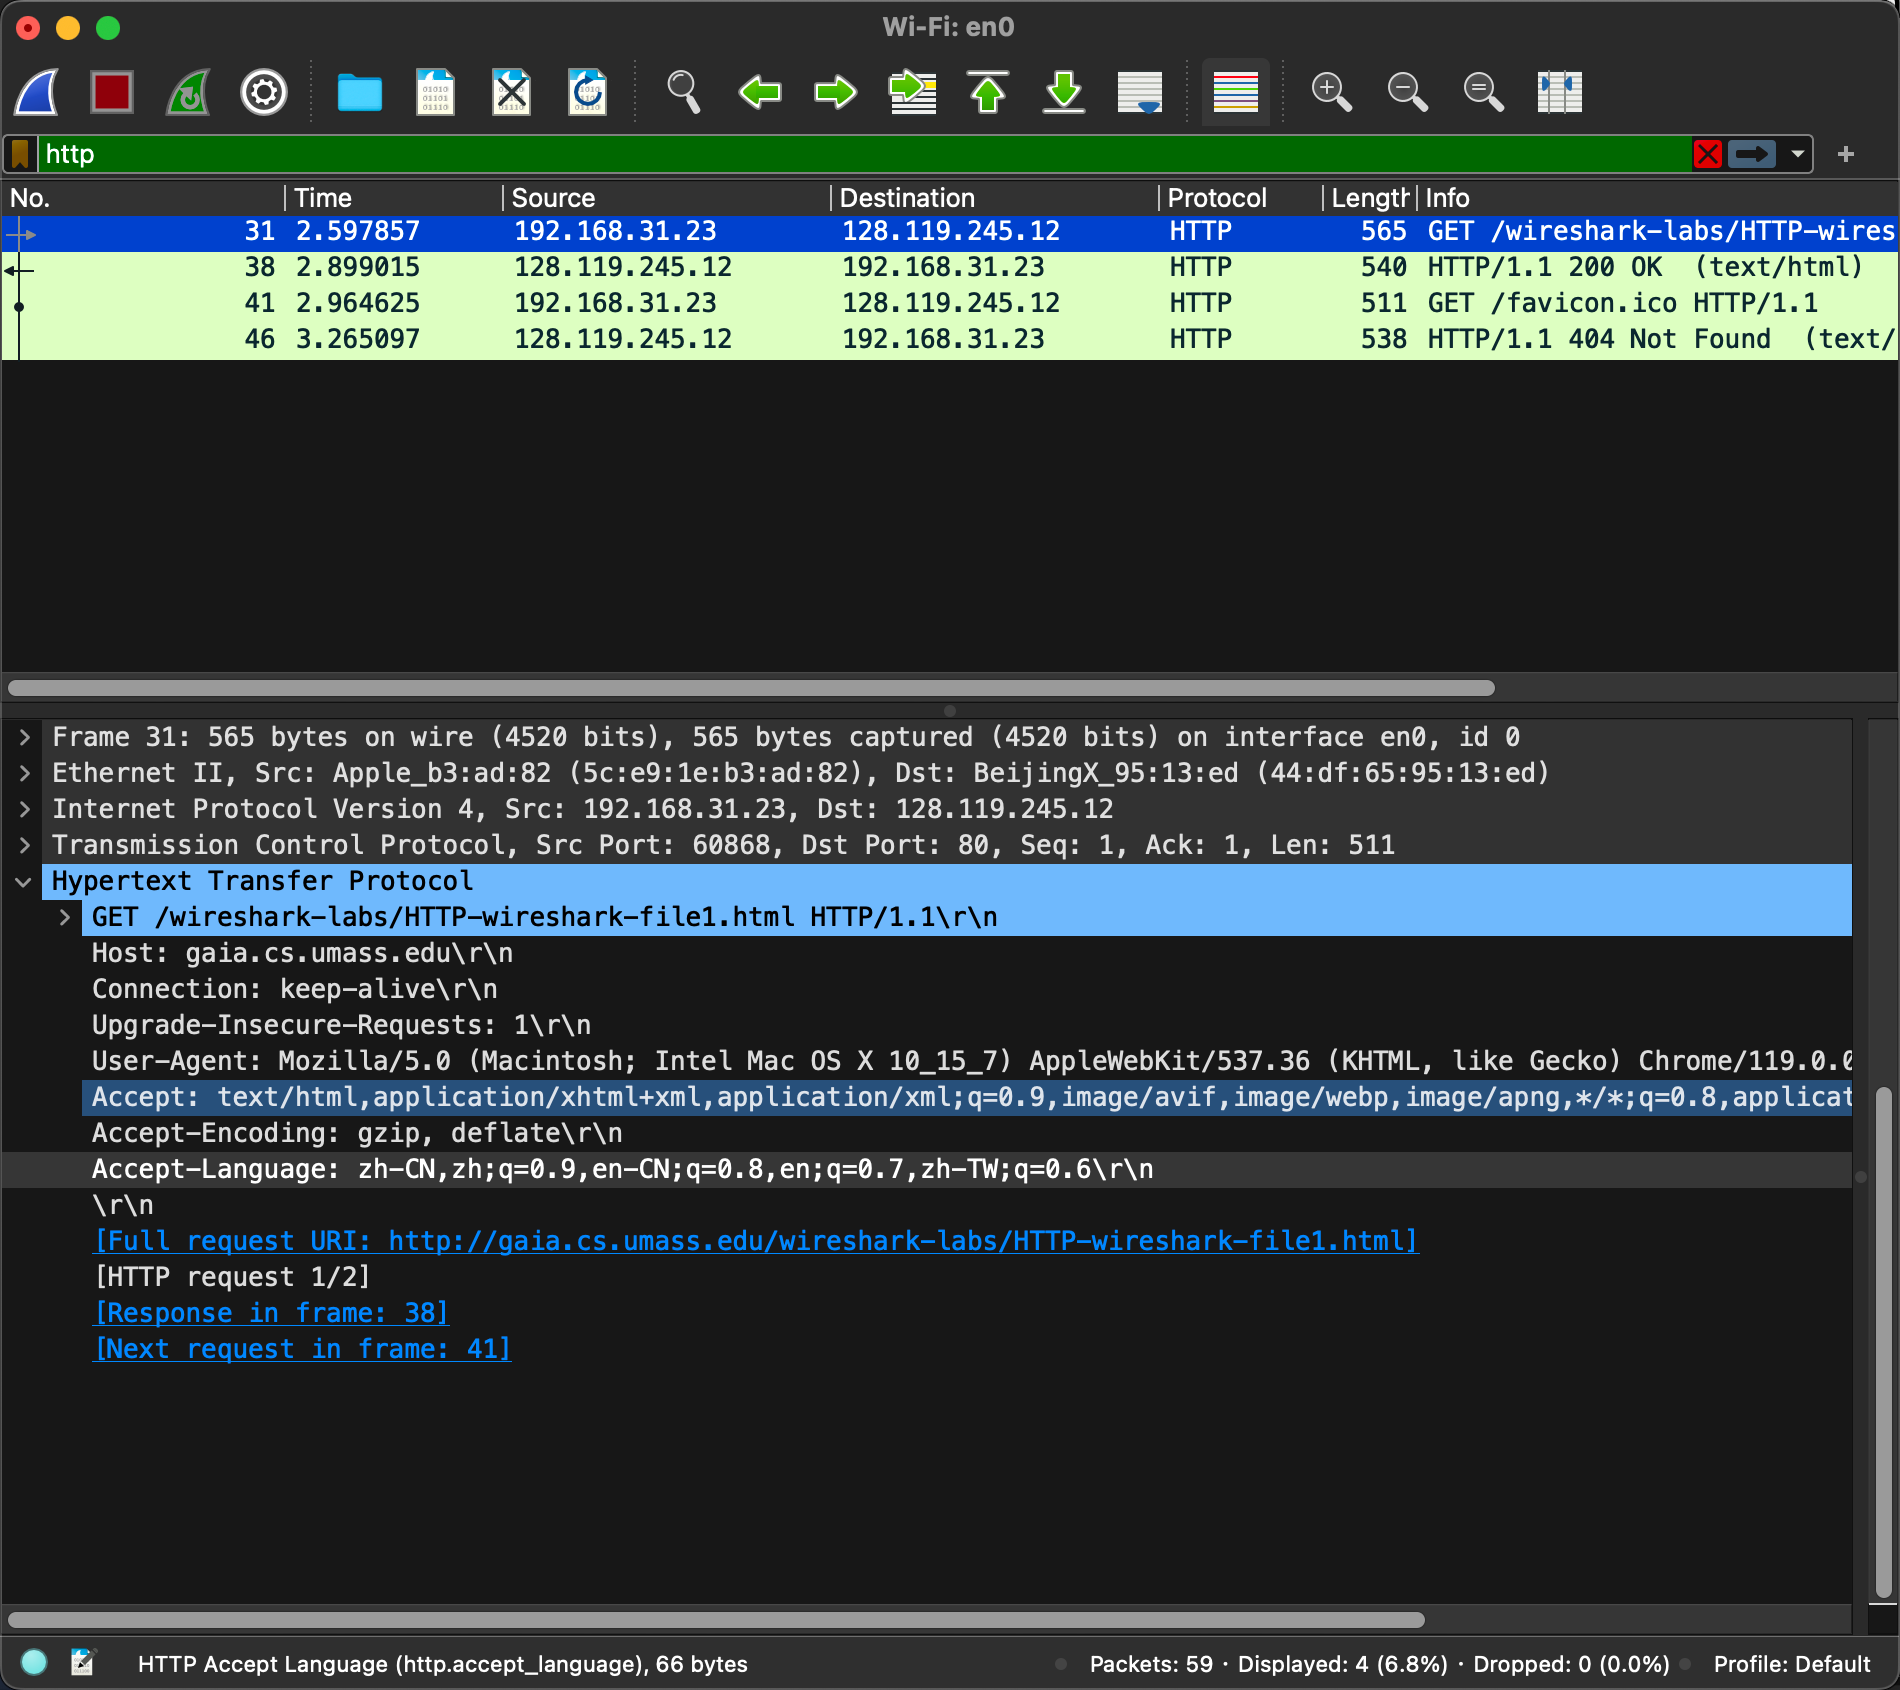 Wi-Fi: en0
http
No. Time Source Destination Protocol Length Info
31 2.597857 192.168.31.23 128.119.245.12 HTTP 565 GET /wireshark-labs/HTTP-wires
38 2.899015 128.119.245.12 192.168.31.23 HTTP 540 HTTP/1.1 200 OK  (text/html)
41 2.964625 192.168.31.23 128.119.245.12 HTTP 511 GET /favicon.ico HTTP/1.1
46 3.265097 128.119.245.12 192.168.31.23 HTTP 538 HTTP/1.1 404 Not Found  (text/
Frame 31: 565 bytes on wire (4520 bits), 565 bytes captured (4520 bits) on interface en0, id 0
Ethernet II, Src: Apple_b3:ad:82 (5c:e9:1e:b3:ad:82), Dst: BeijingX_95:13:ed (44:df:65:95:13:ed)
Internet Protocol Version 4, Src: 192.168.31.23, Dst: 128.119.245.12
Transmission Control Protocol, Src Port: 60868, Dst Port: 80, Seq: 1, Ack: 1, Len: 511
Hypertext Transfer Protocol
GET /wireshark-labs/HTTP-wireshark-file1.html HTTP/1.1\r\n
Host: gaia.cs.umass.edu\r\n
Connection: keep-alive\r\n
Upgrade-Insecure-Requests: 1\r\n
User-Agent: Mozilla/5.0 (Macintosh; Intel Mac OS X 10_15_7) AppleWebKit/537.36 (KHTML, like Gecko) Chrome/119.0.0
Accept: text/html,application/xhtml+xml,application/xml;q=0.9,image/avif,image/webp,image/apng,*/*;q=0.8,applicat
Accept-Encoding: gzip, deflate\r\n
Accept-Language: zh-CN,zh;q=0.9,en-CN;q=0.8,en;q=0.7,zh-TW;q=0.6\r\n
\r\n
[Full request URI: http://gaia.cs.umass.edu/wireshark-labs/HTTP-wireshark-file1.html]
[HTTP request 1/2]
[Response in frame: 38]
[Next request in frame: 41]
HTTP Accept Language (http.accept_language), 66 bytes
Packets: 59 · Displayed: 4 (6.8%) · Dropped: 0 (0.0%)
Profile: Default